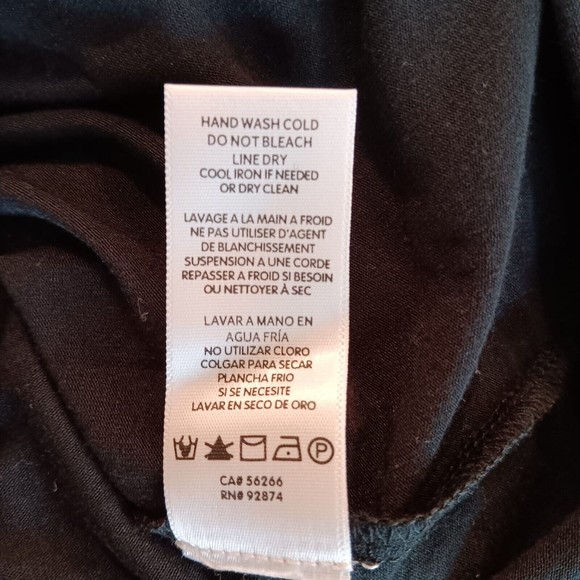 HAND WASH COLD
DO NOT BLEACH
LINE DRY
COOL IRON IF NEEDED
OR DRY CLEAN
LAVAGE A LA MAIN A FROID
NE PAS UTILISER D'AGENT
DE BLANCHISSEMENT
SUSPENSION A UNE CORDE
REPASSER A FROID SI BESOIN
OU NETTOYER À SEC
LAVAR A MANO EN
AGUA FRÍA
NO UTILIZAR CLORO
COLGAR PARA SECAR
PLANCHA FRIO
SI SE NECESITE
LAVAR EN SECO DE ORO
P
CA# 56266
RN# 92874